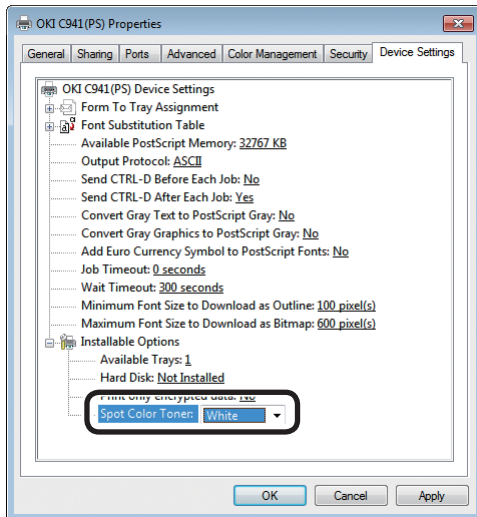 OKI C941(PS) Properties
General Sharing Ports Advanced Color Management Security Device Settings
OKI C941(PS) Device Settings
Form To Tray Assignment
Font Substitution Table
Available PostScript Memory: 32767 KB
Output Protocol: ASCII
Send CTRL-D Before Each Job: No
Send CTRL-D After Each Job: Yes
Convert Gray Text to PostScript Gray: No
Convert Gray Graphics to PostScript Gray: No
Add Euro Currency Symbol to PostScript Fonts: No
Job Timeout: 0 seconds
Wait Timeout: 300 seconds
Minimum Font Size to Download as Outline: 100 pixel(s)
Maximum Font Size to Download as Bitmap: 600 pixel(s)
Installable Options
Available Trays: 1
Hard Disk: Not Installed
Print only encrypted data: No
Spot Color Toner: White
OK Cancel Apply